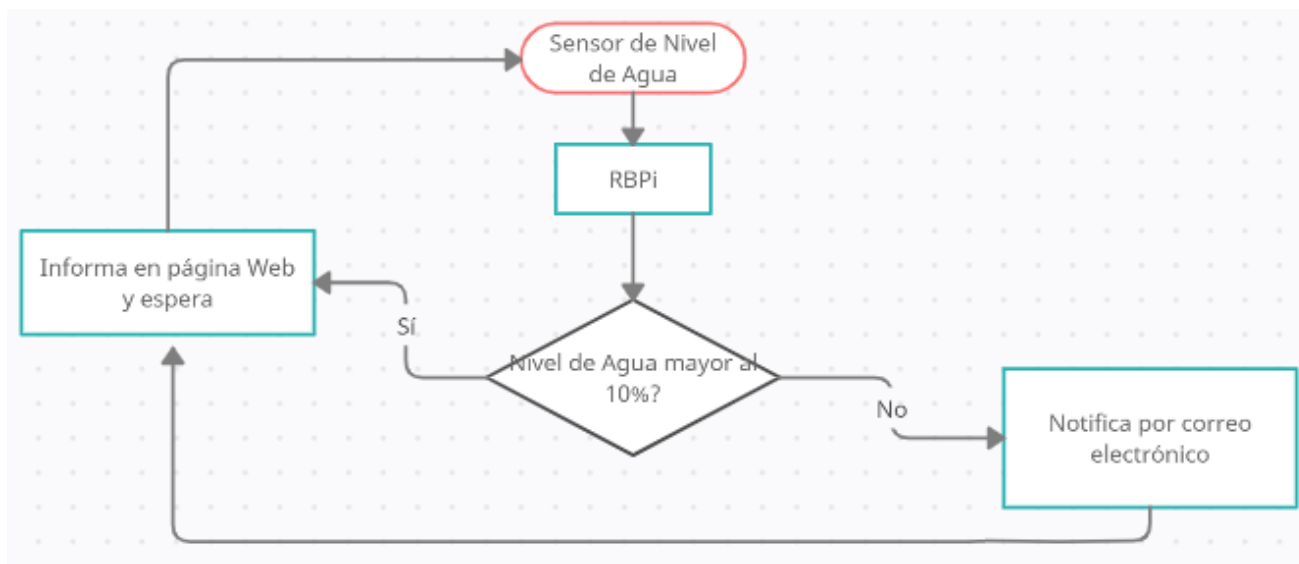 Sensor de Nivel
de Agua
RBPi
Informa en página Web
y espera
Sí
Nivel de Agua mayor al
10%?
No
Notifica por correo
electrónico